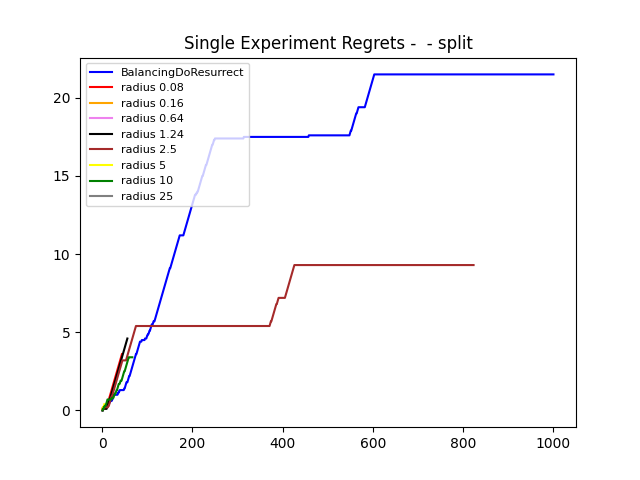 Single Experiment Regrets -  - split
BalancingDoResurrect
radius 0.08
radius 0.16
radius 0.64
radius 1.24
radius 2.5
radius 5
radius 10
radius 25
20
15
10
5
0
0 200 400 600 800 1000